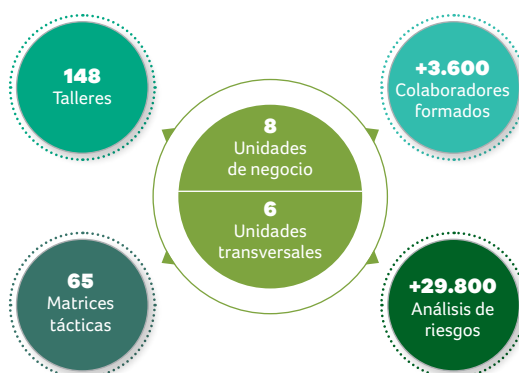 148
Talleres
+3.600
Colaboradores
formados
8
Unidades
de negocio
6
Unidades
transversales
65
Matrices
tácticas
+29.800
Análisis de
riesgos